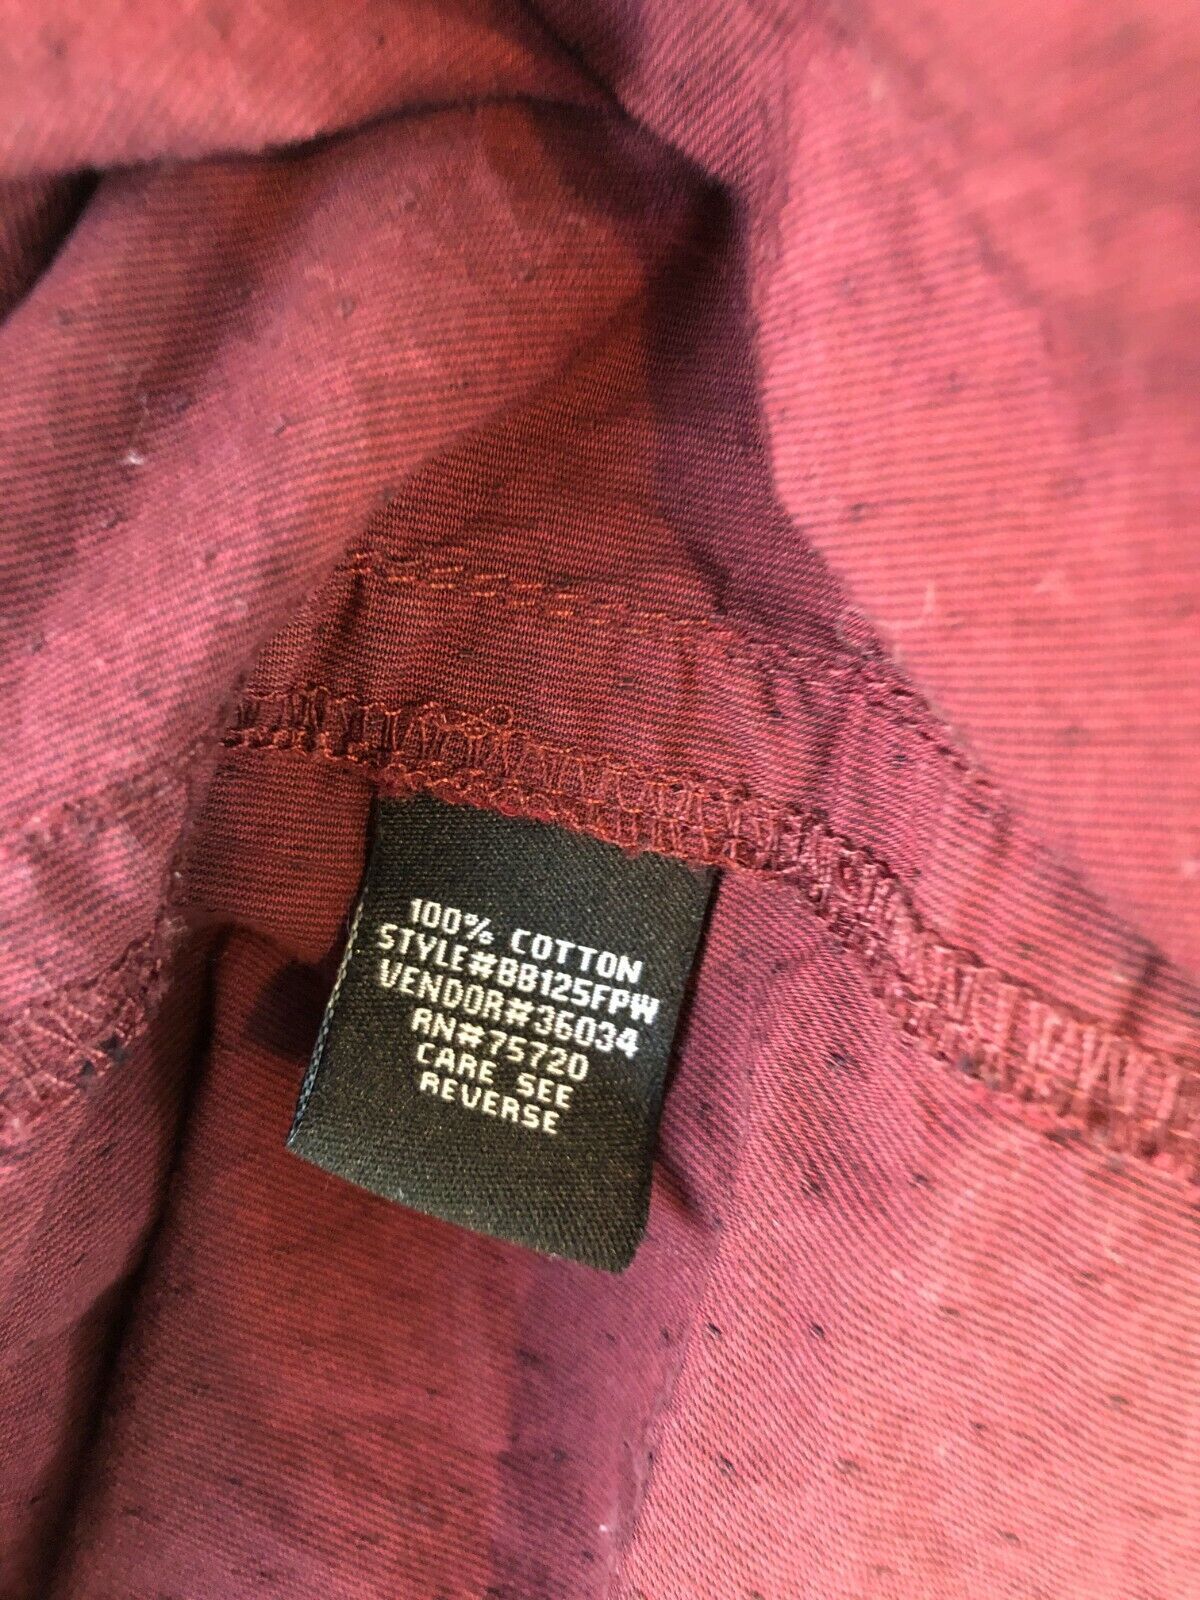 100% COTTON
STYLE#BB125FPW
VENDOR#36034
RN#75720
CARE SEE
REVERSE